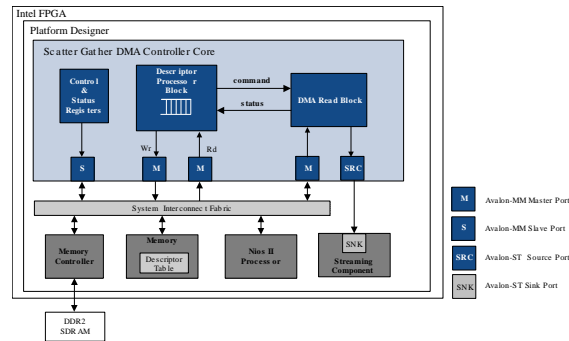 Intel FPGA
Platform Designer
Scatter Gather DMA Controller Core
Control
&
Status
Registers
Descriptor
Processo r
Block
command
status
DMA Read Block
Wr
Rd
S
M
M
M
SRC
System Interconnect Fabric
Memory
Controller
Memory
Descriptor
Table
Nios II
Processor
SNK
Streaming
Component
DDR2
SDRAM
M
Avalon-MM Master Port
S
Avalon-MM Slave Port
SRC
Avalon-ST Source Port
SNK
Avalon-ST Sink Port